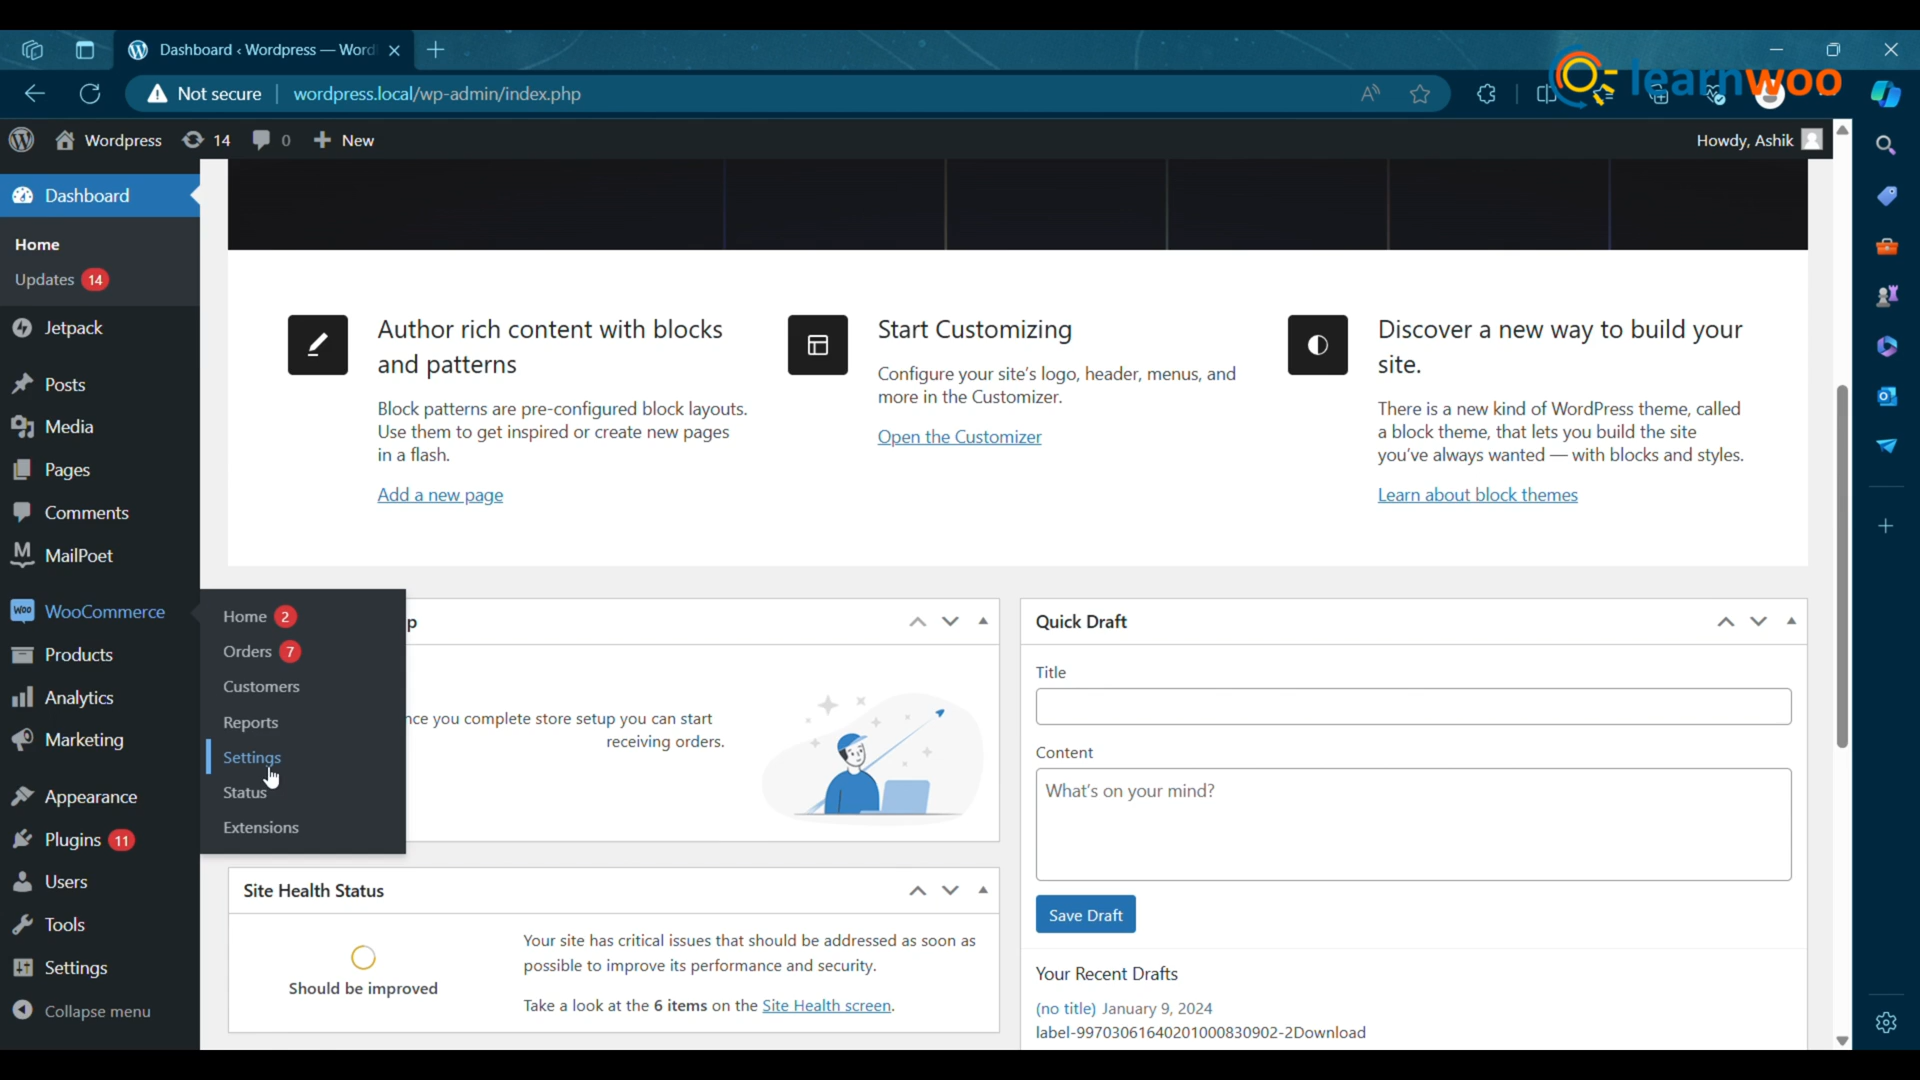 Dashboard ‹ Wordpress — Word
Not secure
wordpress.local/wp-admin/index.php
learnwoo
Wordpress
14
0
New
Howdy, Ashik
Dashboard
Home
Updates 14
Jetpack
Posts
Media
Pages
Comments
MailPoet
WooCommerce
Products
Analytics
Marketing
Appearance
Plugins 11
Users
Tools
Settings
Collapse menu
Home 2
Orders 7
Customers
Reports
Settings
Status
Extensions
Author rich content with blocks
and patterns
Block patterns are pre-configured block layouts.
Use them to get inspired or create new pages
in a flash.
Add a new page
Start Customizing
Configure your site's logo, header, menus, and
more in the Customizer.
Open the Customizer
Discover a new way to build your
site.
There is a new kind of WordPress theme, called
a block theme, that lets you build the site
you've always wanted — with blocks and styles.
Learn about block themes
p
you complete store setup you can start
receiving orders.
Site Health Status
Should be improved
Your site has critical issues that should be addressed as soon as
possible to improve its performance and security.
Take a look at the 6 items on the Site Health screen.
Quick Draft
Title
Content
What's on your mind?
Save Draft
Your Recent Drafts
(no title) January 9, 2024
label-99703061640201000830902-2Download